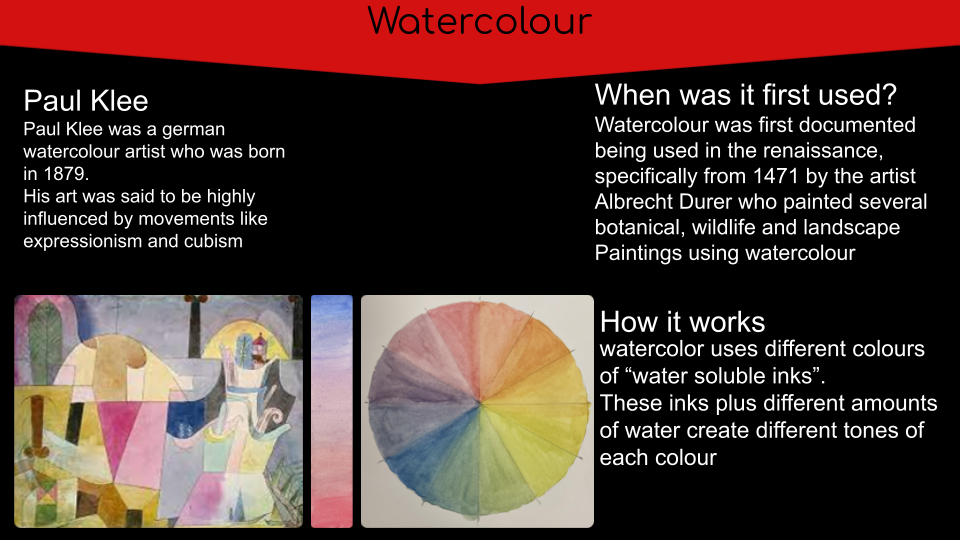 Watercolour
Paul Klee
Paul Klee was a german
watercolour artist who was born
in 1879.
His art was said to be highly
influenced by movements like
expressionism and cubism
When was it first used?
Watercolour was first documented
being used in the renaissance,
specifically from 1471 by the artist
Albrecht Durer who painted several
botanical, wildlife and landscape
Paintings using watercolour
How it works
watercolor uses different colours
of “water soluble inks”.
These inks plus different amounts
of water create different tones of
each colour